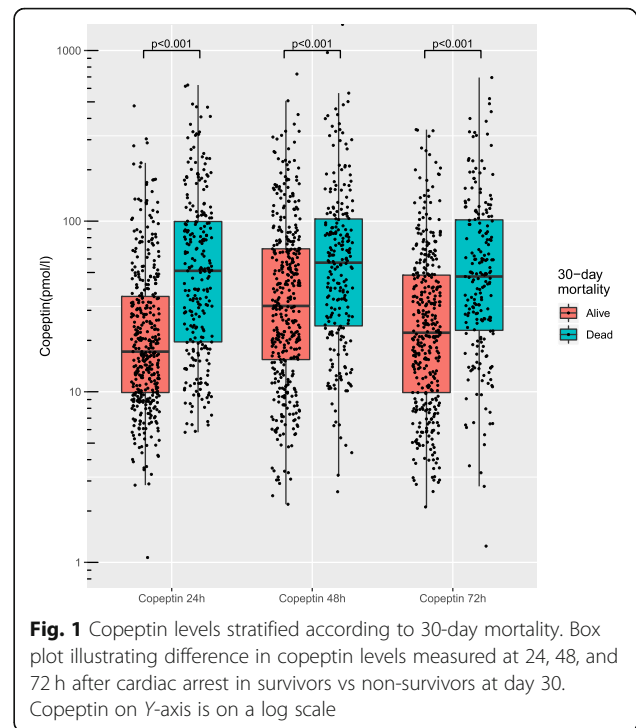 p<0.001 p<0.001 p<0.001
1000
100
10
1
Copeptin(pmol/l)
Copeptin 24h Copeptin 48h Copeptin 72h
30−day
mortality
Alive
Dead
Fig. 1 Copeptin levels stratified according to 30-day mortality. Box
plot illustrating difference in copeptin levels measured at 24, 48, and
72 h after cardiac arrest in survivors vs non-survivors at day 30.
Copeptin on Y-axis is on a log scale